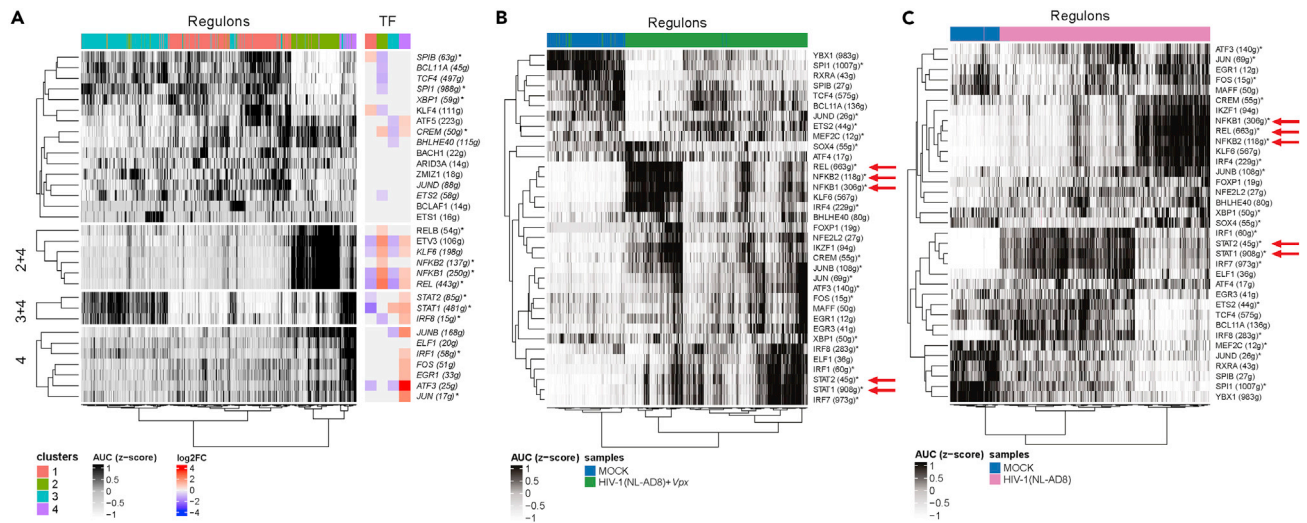 A
Regulons
TF
SPIB (63g)*
BCL11A (45g)
TCF4 (497g)
SPI1 (988g)*
XBP1 (59g)*
KLF4 (111g)
ATF5 (223g)
CREM (50g)*
BHLHE40 (115g)
BACH1 (22g)
ARID3A (14g)
ZMIZ1 (18g)
JUND (88g)
ETS2 (58g)
BCLAF1 (14g)
ETS1 (16g)
2+4
RELB (54g)*
ETV3 (106g)
KLF6 (198g)
NFKB2 (137g)*
NFKB1 (250g)*
REL (443g)*
3+4
STAT2 (85g)*
STAT1 (481g)*
IRF8 (15g)*
4
JUNB (168g)
ELF1 (20g)
IRF1 (58g)*
FOS (51g)
EGR1 (33g)
ATF3 (25g)
JUN (17g)*
clusters
1
2
3
4
AUC (z-score)
1
0.5
0
-0.5
-1
log2FC
4
2
0
-2
-4
B
Regulons
YBX1 (983g)
SPI1 (1007g)*
RXRA (43g)
SPIB (27g)
TCF4 (575g)
BCL11A (136g)
JUND (26g)*
ETS2 (44g)*
MEF2C (12g)*
SOX4 (55g)*
ATF4 (17g)
REL (663g)*
NFKB2 (118g)*
NFKB1 (306g)*
KLF6 (567g)
IRF4 (229g)*
BHLHE40 (80g)
FOXP1 (19g)
NFE2L2 (27g)
IKZF1 (94g)
CREM (55g)*
JUNB (108g)*
JUN (69g)*
ATF3 (140g)*
FOS (15g)*
MAFF (50g)
EGR1 (12g)
EGR3 (41g)
XBP1 (50g)*
IRF8 (283g)*
ELF1 (36g)
IRF1 (60g)*
STAT2 (45g)*
STAT1 (908g)*
IRF7 (973g)*
AUC (z-score)
1
0.5
0
-0.5
-1
samples
MOCK
HIV-1(NL-AD8)+Vpx
C
Regulons
ATF3 (140g)*
JUN (69g)*
EGR1 (12g)
FOS (15g)*
MAFF (50g)
CREM (55g)*
IKZF1 (94g)
NFKB1 (306g)*
REL (663g)*
NFKB2 (118g)*
KLF6 (567g)
IRF4 (229g)*
JUNB (108g)*
FOXP1 (19g)
NFE2L2 (27g)
BHLHE40 (80g)
XBP1 (50g)*
SOX4 (55g)*
IRF1 (60g)*
STAT2 (45g)*
STAT1 (908g)*
IRF7 (973g)*
ELF1 (36g)
ATF4 (17g)
EGR3 (41g)
ETS2 (44g)*
TCF4 (575g)
BCL11A (136g)
IRF8 (283g)*
MEF2C (12g)*
JUND (26g)*
RXRA (43g)
SPIB (27g)
SPI1 (1007g)*
YBX1 (983g)
AUC (z-score)
1
0.5
0
-0.5
-1
samples
MOCK
HIV-1(NL-AD8)